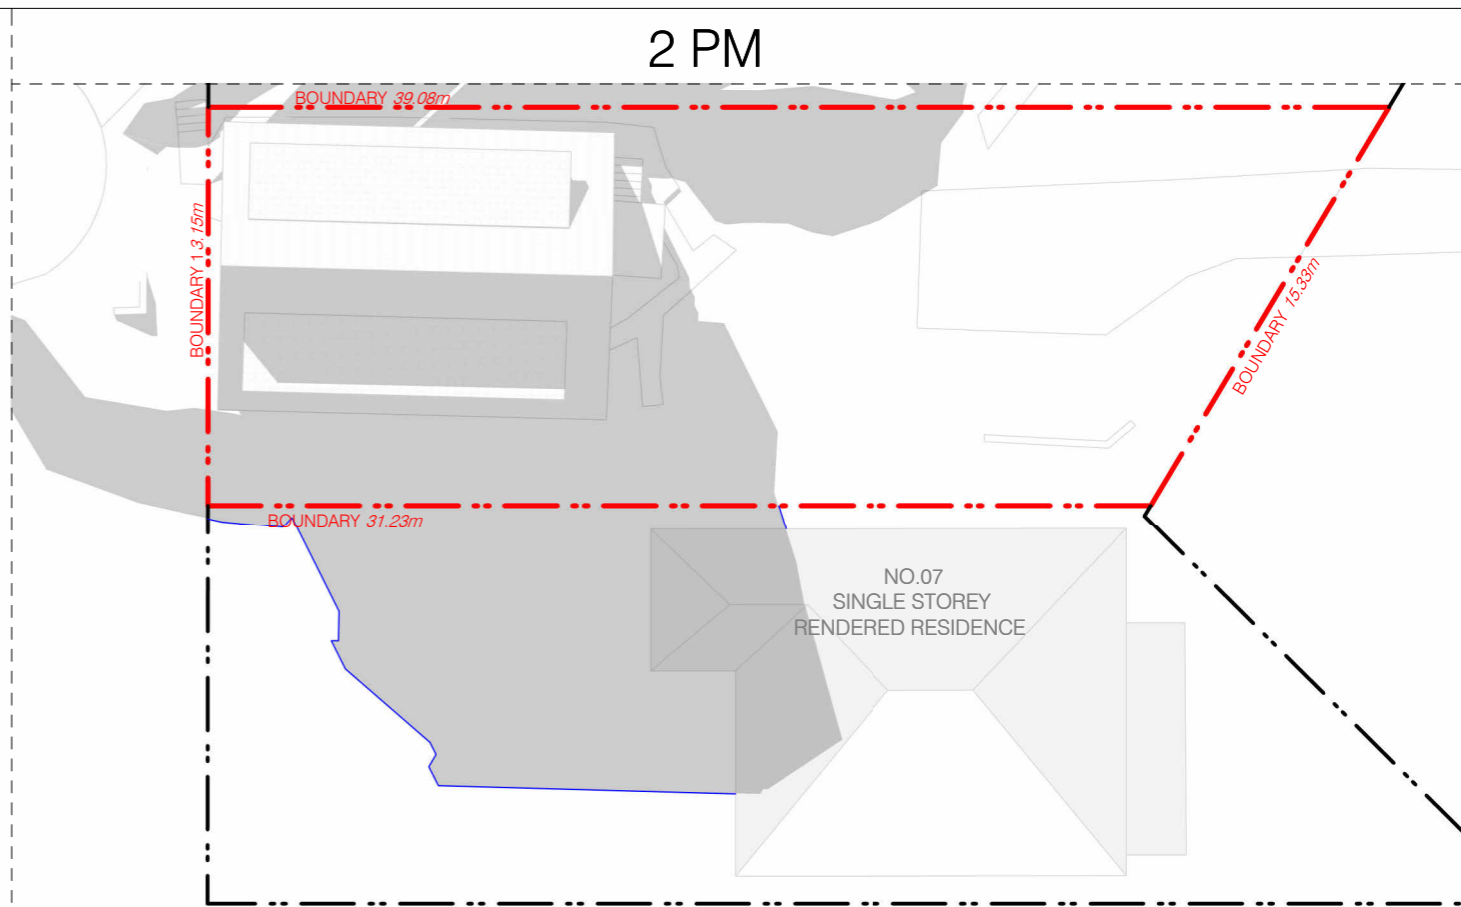 2 PM
BOUNDARY 39.08m
BOUNDARY 13.15m
BOUNDARY 15.33m
BOUNDARY 31.23m
NO.07
SINGLE STOREY
RENDERED RESIDENCE